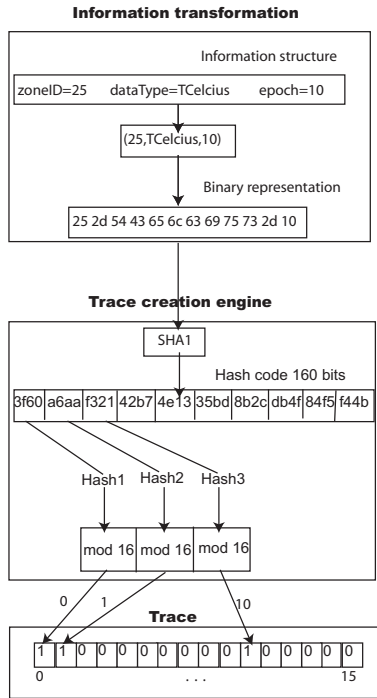 Information transformation
Information structure
zoneID=25 dataType=TCelcius epoch=10
(25,TCelcius,10)
Binary representation
25 2d 54 43 65 6c 63 69 75 73 2d 10
Trace creation engine
SHA1
Hash code 160 bits
3f60 a6aa f321 42b7 4e13 35bd 8b2c db4f 84f5 f44b
Hash1 Hash2 Hash3
mod 16 mod 16 mod 16
0 1 10
Trace
1 1 0 0 0 0 0 0 0 0 1 0 0 0 0
0 . . . 15